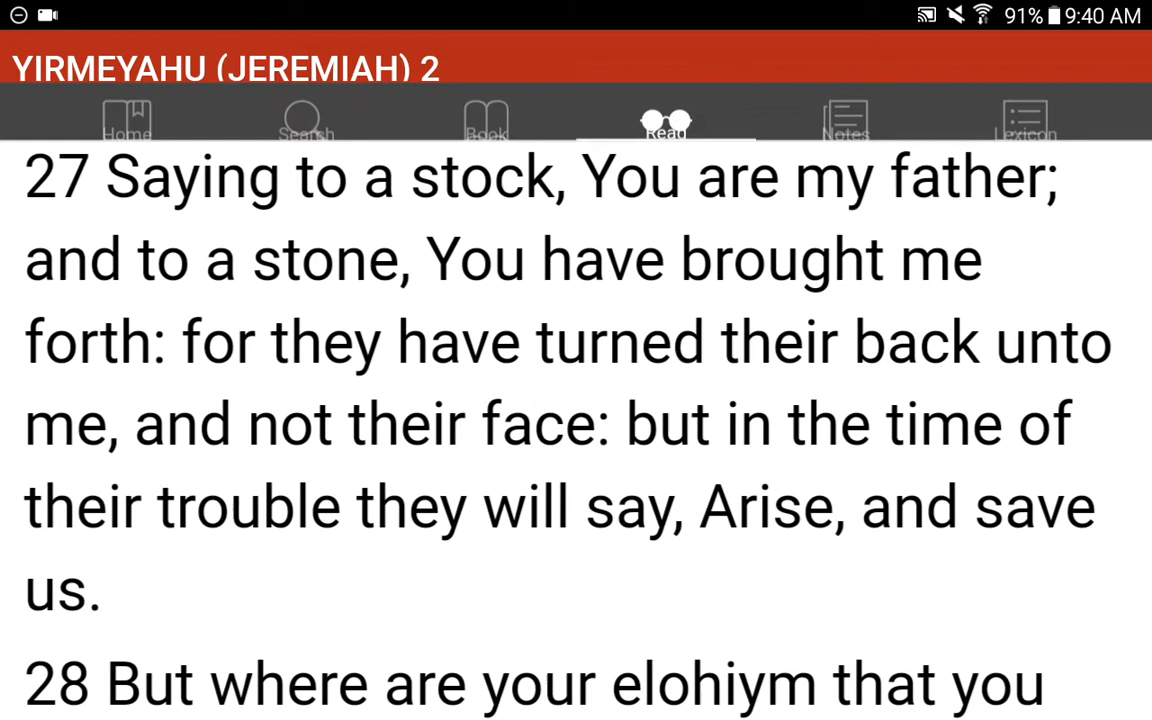 91% 9:40 AM
YIRMEYAHU (JEREMIAH) 2
Home Search Book Read Notes Lexicon
27 Saying to a stock, You are my father;
and to a stone, You have brought me
forth: for they have turned their back unto
me, and not their face: but in the time of
their trouble they will say, Arise, and save
us.
28 But where are your elohiym that you